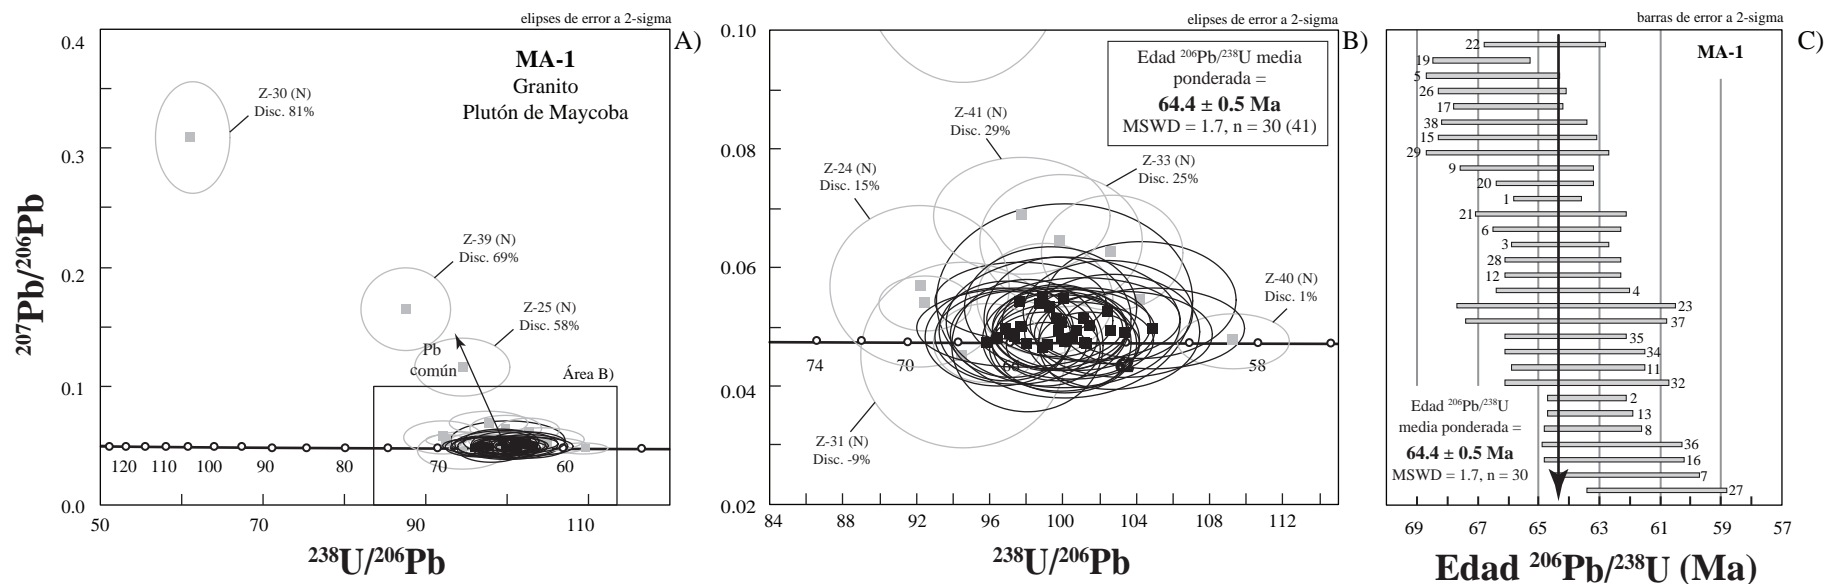 elipses de error a 2-sigma
A)
MA-1
Granito
Plutón de Maycoba
Z-30 (N)
Disc. 81%
Z-39 (N)
Disc. 69%
Z-25 (N)
Disc. 58%
Pb
común
Área B)
0.4
0.3
0.2
0.1
0.0
120
110
100
90
80
70
60
50
70
90
110
207Pb/206Pb
238U/206Pb
elipses de error a 2-sigma
B)
Edad 206Pb/238U media
ponderada =
64.4 ± 0.5 Ma
MSWD = 1.7, n = 30 (41)
Z-41 (N)
Disc. 29%
Z-24 (N)
Disc. 15%
Z-33 (N)
Disc. 25%
Z-40 (N)
Disc. 1%
Z-31 (N)
Disc. -9%
0.10
0.08
0.06
0.04
0.02
74
70
66
62
58
84
88
92
96
100
104
108
112
238U/206Pb
barras de error a 2-sigma
C)
MA-1
22
19
5
26
17
38
15
29
9
20
1
21
6
3
28
12
4
23
37
35
34
11
32
2
13
8
36
16
7
27
Edad 206Pb/238U
media ponderada =
64.4 ± 0.5 Ma
MSWD = 1.7, n = 30
69
67
65
63
61
59
57
Edad 206Pb/238U (Ma)